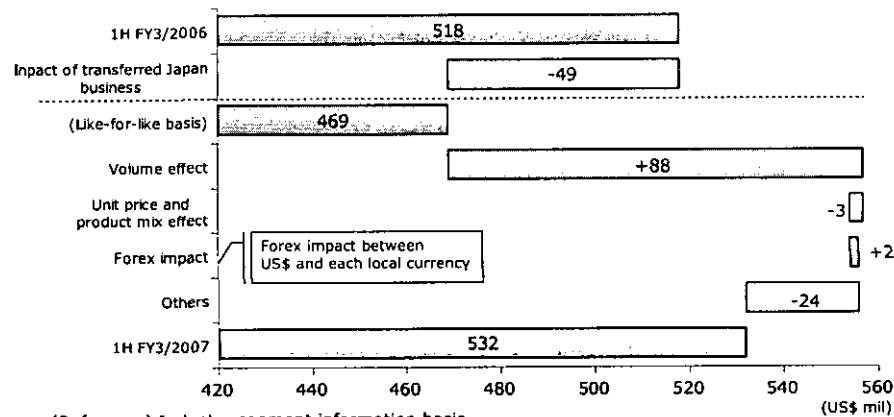 1H FY3/2006
518
Inpact of transferred Japan
business
-49
(Like-for-like basis)
469
Volume effect
+88
Unit price and
product mix effect
-3
Forex impact
Forex impact between
US$ and each local currency
+2
Others
-24
1H FY3/2007
532
420 440 460 480 500 520 540 560
(US$ mil)